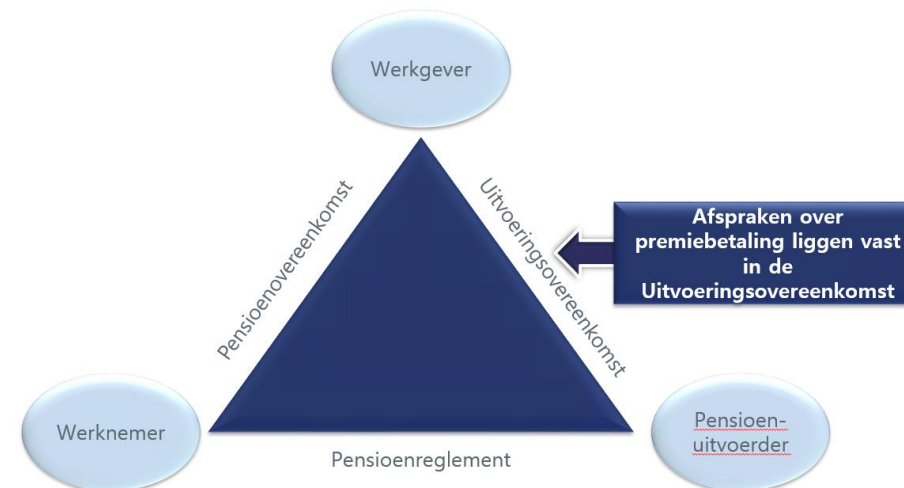 Werkgever
Pensioenovereenkomst
Uitvoeringsovereenkomst
Afspraken over
premiebetaling liggen vast
in de
Uitvoeringsovereenkomst
Werknemer
Pensioen-
uitvoerder
Pensioenreglement